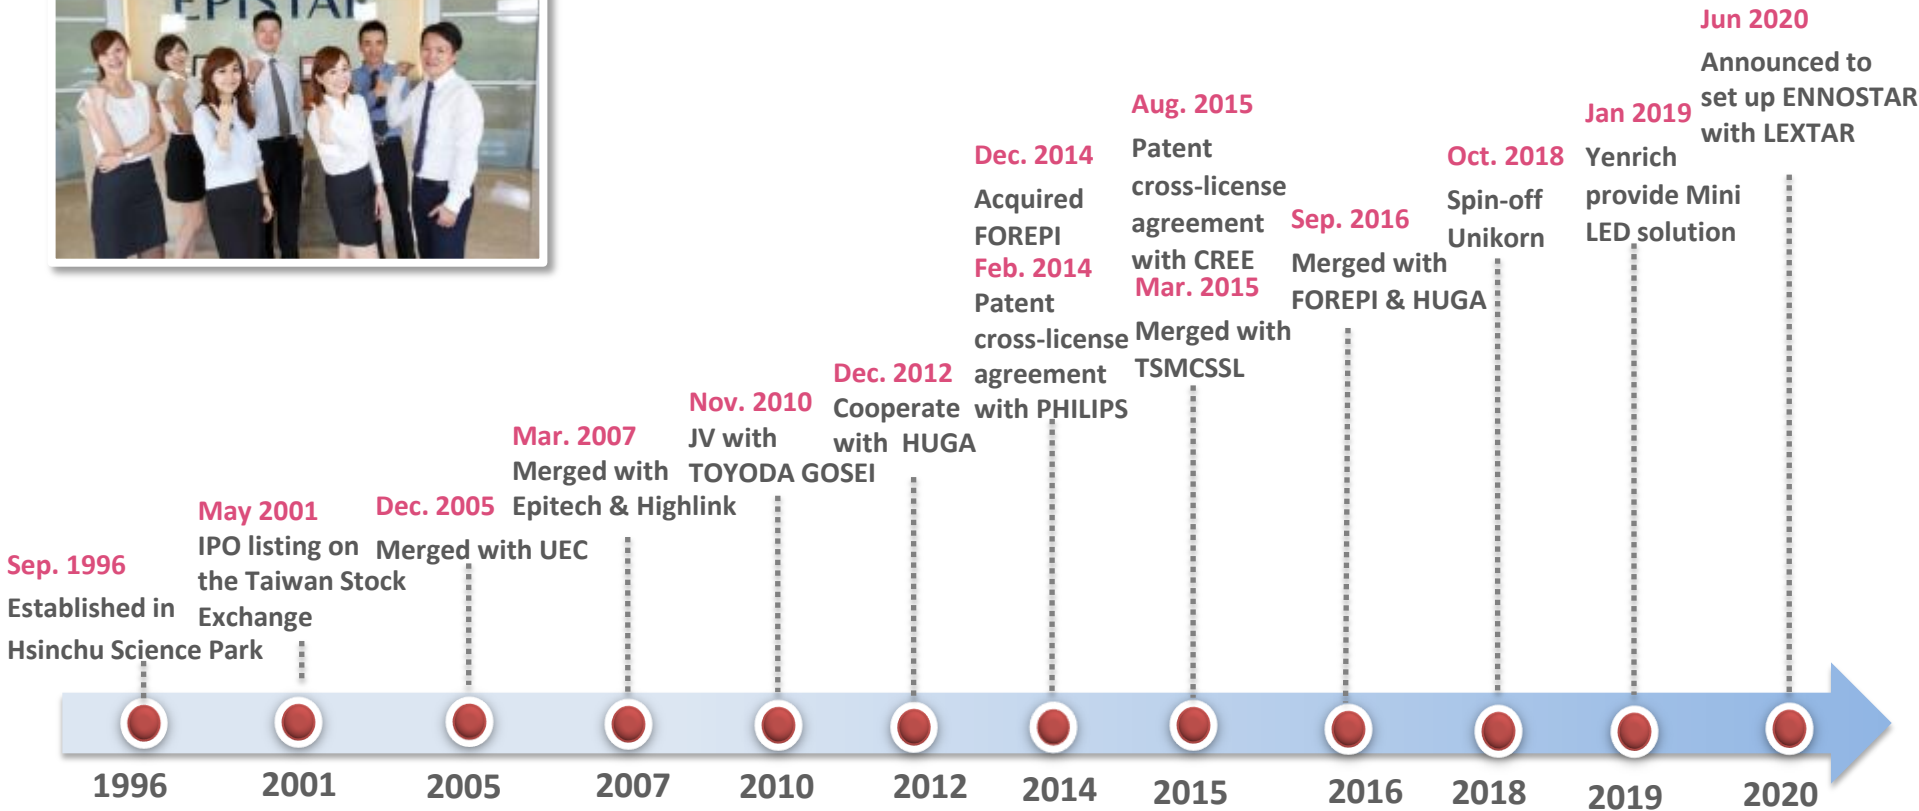 EPISTAR
Sep. 1996
Established in
Hsinchu Science Park
May 2001
IPO listing on
the Taiwan Stock
Exchange
Dec. 2005
Merged with UEC
Mar. 2007
Merged with
Epitech & Highlink
Nov. 2010
JV with
TOYODA GOSEI
Dec. 2012
Cooperate
with HUGA
Dec. 2014
Acquired
FOREPI
Feb. 2014
Patent
cross-license
agreement
with PHILIPS
Aug. 2015
Patent
cross-license
agreement
with CREE
Mar. 2015
Merged with
TSMCSSL
Sep. 2016
Merged with
FOREPI & HUGA
Oct. 2018
Spin-off
Unikorn
Jan 2019
Yenrich
provide Mini
LED solution
Jun 2020
Announced to
set up ENNOSTAR
with LEXTAR
1996
2001
2005
2007
2010
2012
2014
2015
2016
2018
2019
2020